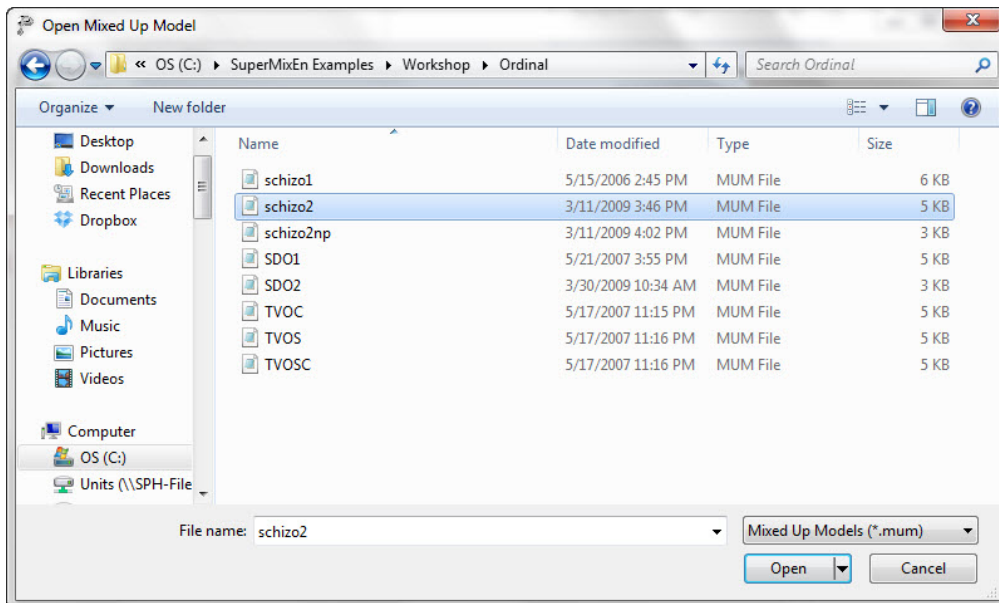 Open Mixed Up Model
« OS (C:) SuperMixEn Examples Workshop Ordinal Search Ordinal
Organize New folder
Desktop Name Date modified Type Size
Downloads schizo1 5/15/2006 2:45 PM MUM File 6 KB
Recent Places schizo2 3/11/2009 3:46 PM MUM File 5 KB
Dropbox schizo2np 3/11/2009 4:02 PM MUM File 3 KB
SDO1 5/21/2007 3:55 PM MUM File 5 KB
Libraries SDO2 3/30/2009 10:34 AM MUM File 3 KB
Documents TVOC 5/17/2007 11:15 PM MUM File 5 KB
Music TVOS 5/17/2007 11:16 PM MUM File 5 KB
Pictures TVOSC 5/17/2007 11:16 PM MUM File 5 KB
Videos
Computer
OS (C:)
Units (\\SPH-File
File name: schizo2 Mixed Up Models (*.mum)
Open Cancel